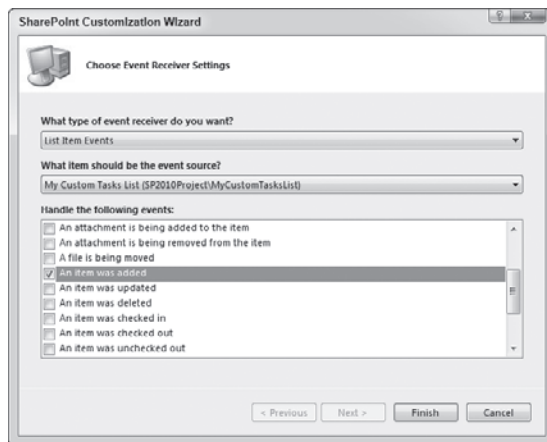 SharePoint Customization Wizard
Choose Event Receiver Settings
What type of event receiver do you want?
List Item Events
What item should be the event source?
My Custom Tasks List (SP2010Project\MyCustomTasksList)
Handle the following events:
An attachment is being added to the item
An attachment is being removed from the item
A file is being moved
An item was added
An item was updated
An item was deleted
An item was checked in
An item was checked out
An item was unchecked out
< Previous
Next >
Finish
Cancel